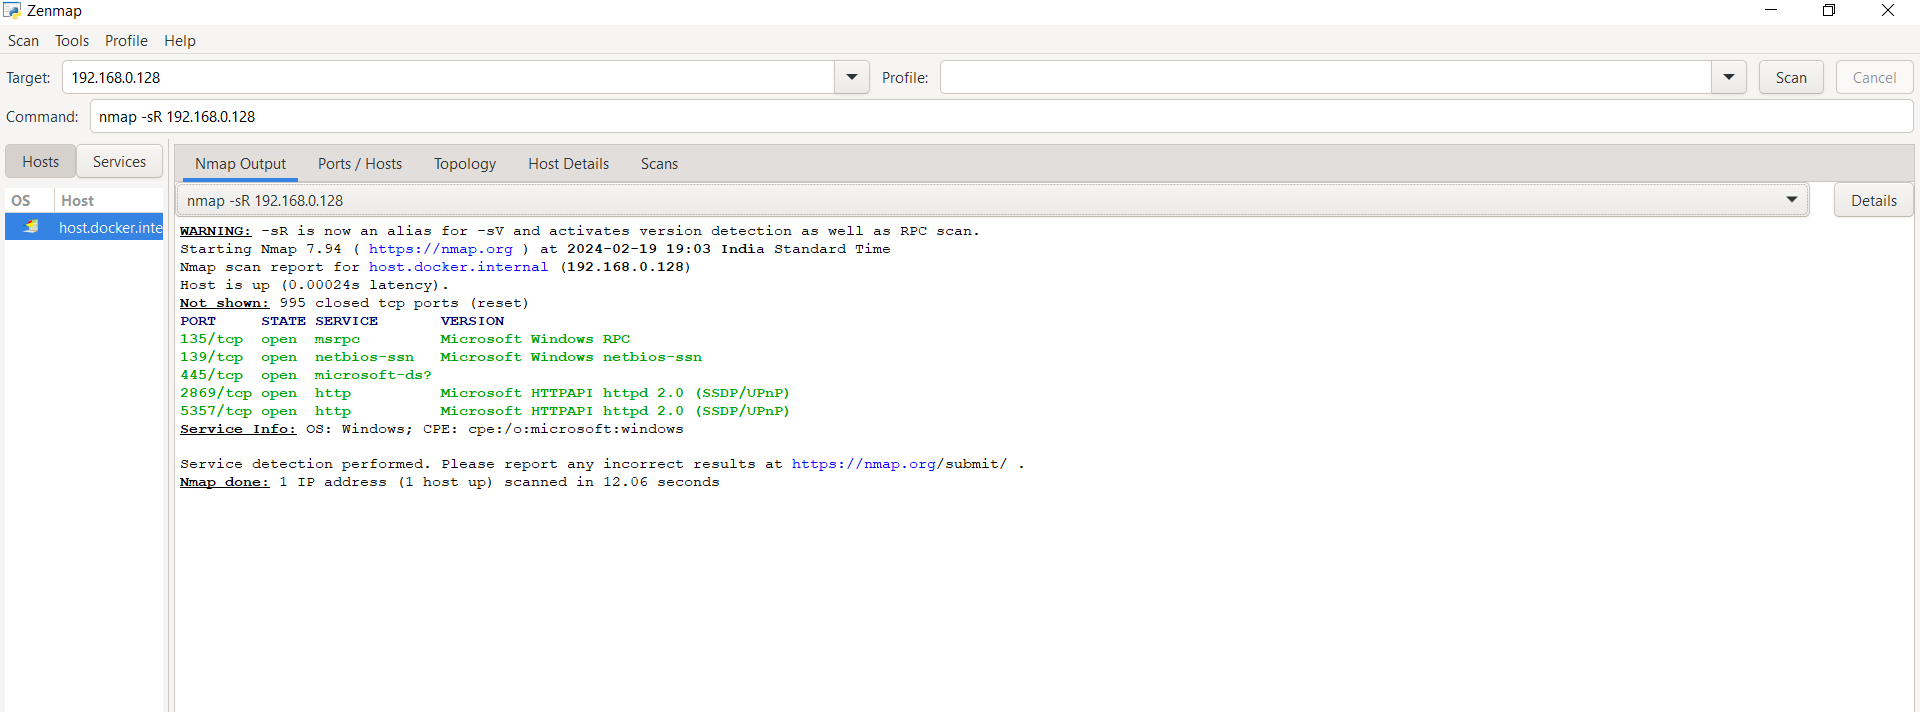 Zenmap
Scan Tools Profile Help
Target: 192.168.0.128 Profile: Scan Cancel
Command: nmap -sR 192.168.0.128
Hosts Services Nmap Output Ports / Hosts Topology Host Details Scans
nmap -sR 192.168.0.128 Details
OS Host
host.docker.inte
WARNING: -sR is now an alias for -sV and activates version detection as well as RPC scan.
Starting Nmap 7.94 ( https://nmap.org ) at 2024-02-19 19:03 India Standard Time
Nmap scan report for host.docker.internal (192.168.0.128)
Host is up (0.00024s latency).
Not shown: 995 closed tcp ports (reset)
PORT STATE SERVICE VERSION
135/tcp open msrpc Microsoft Windows RPC
139/tcp open netbios-ssn Microsoft Windows netbios-ssn
445/tcp open microsoft-ds?
2869/tcp open http Microsoft HTTPAPI httpd 2.0 (SSDP/UPnP)
5357/tcp open http Microsoft HTTPAPI httpd 2.0 (SSDP/UPnP)
Service Info: OS: Windows; CPE: cpe:/o:microsoft:windows
Service detection performed. Please report any incorrect results at https://nmap.org/submit/ .
Nmap done: 1 IP address (1 host up) scanned in 12.06 seconds